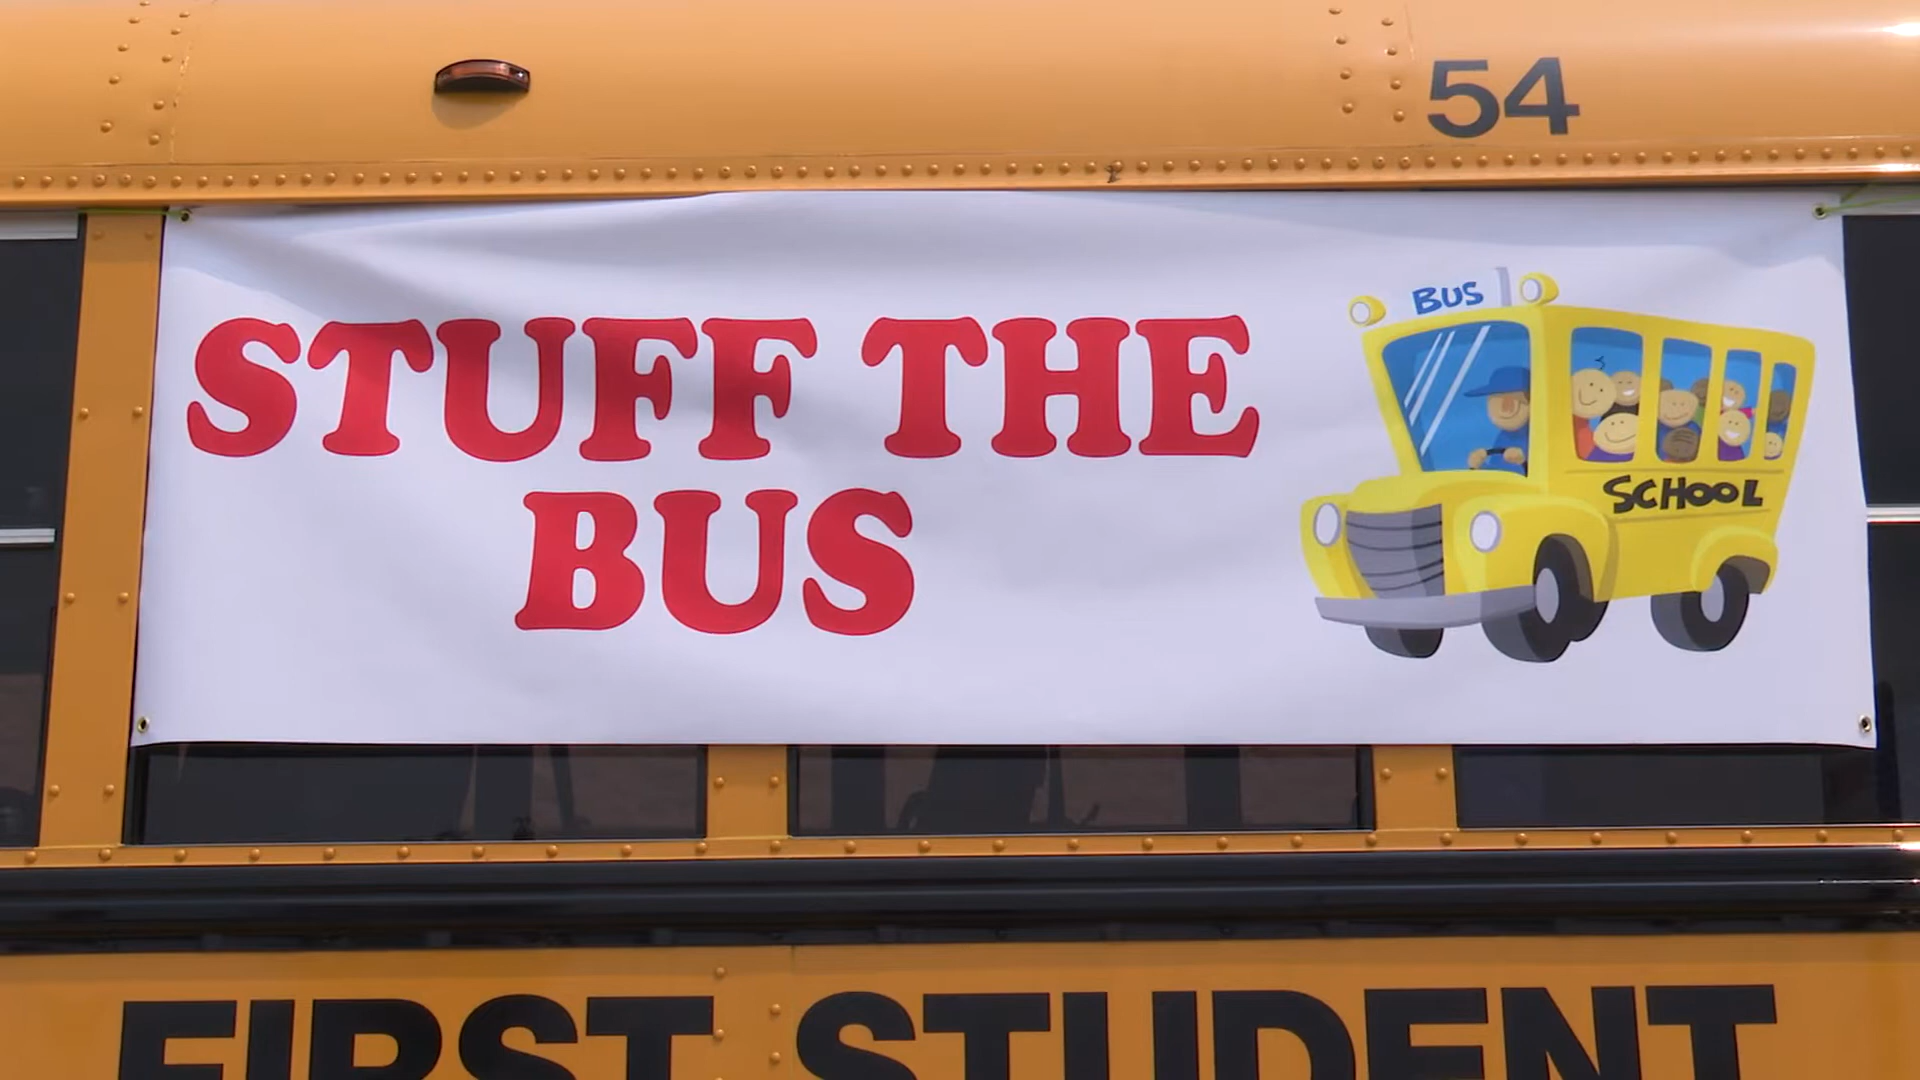 54
STUFF THE
BUS
BUS
SCHOOL
FIRST STUDENT